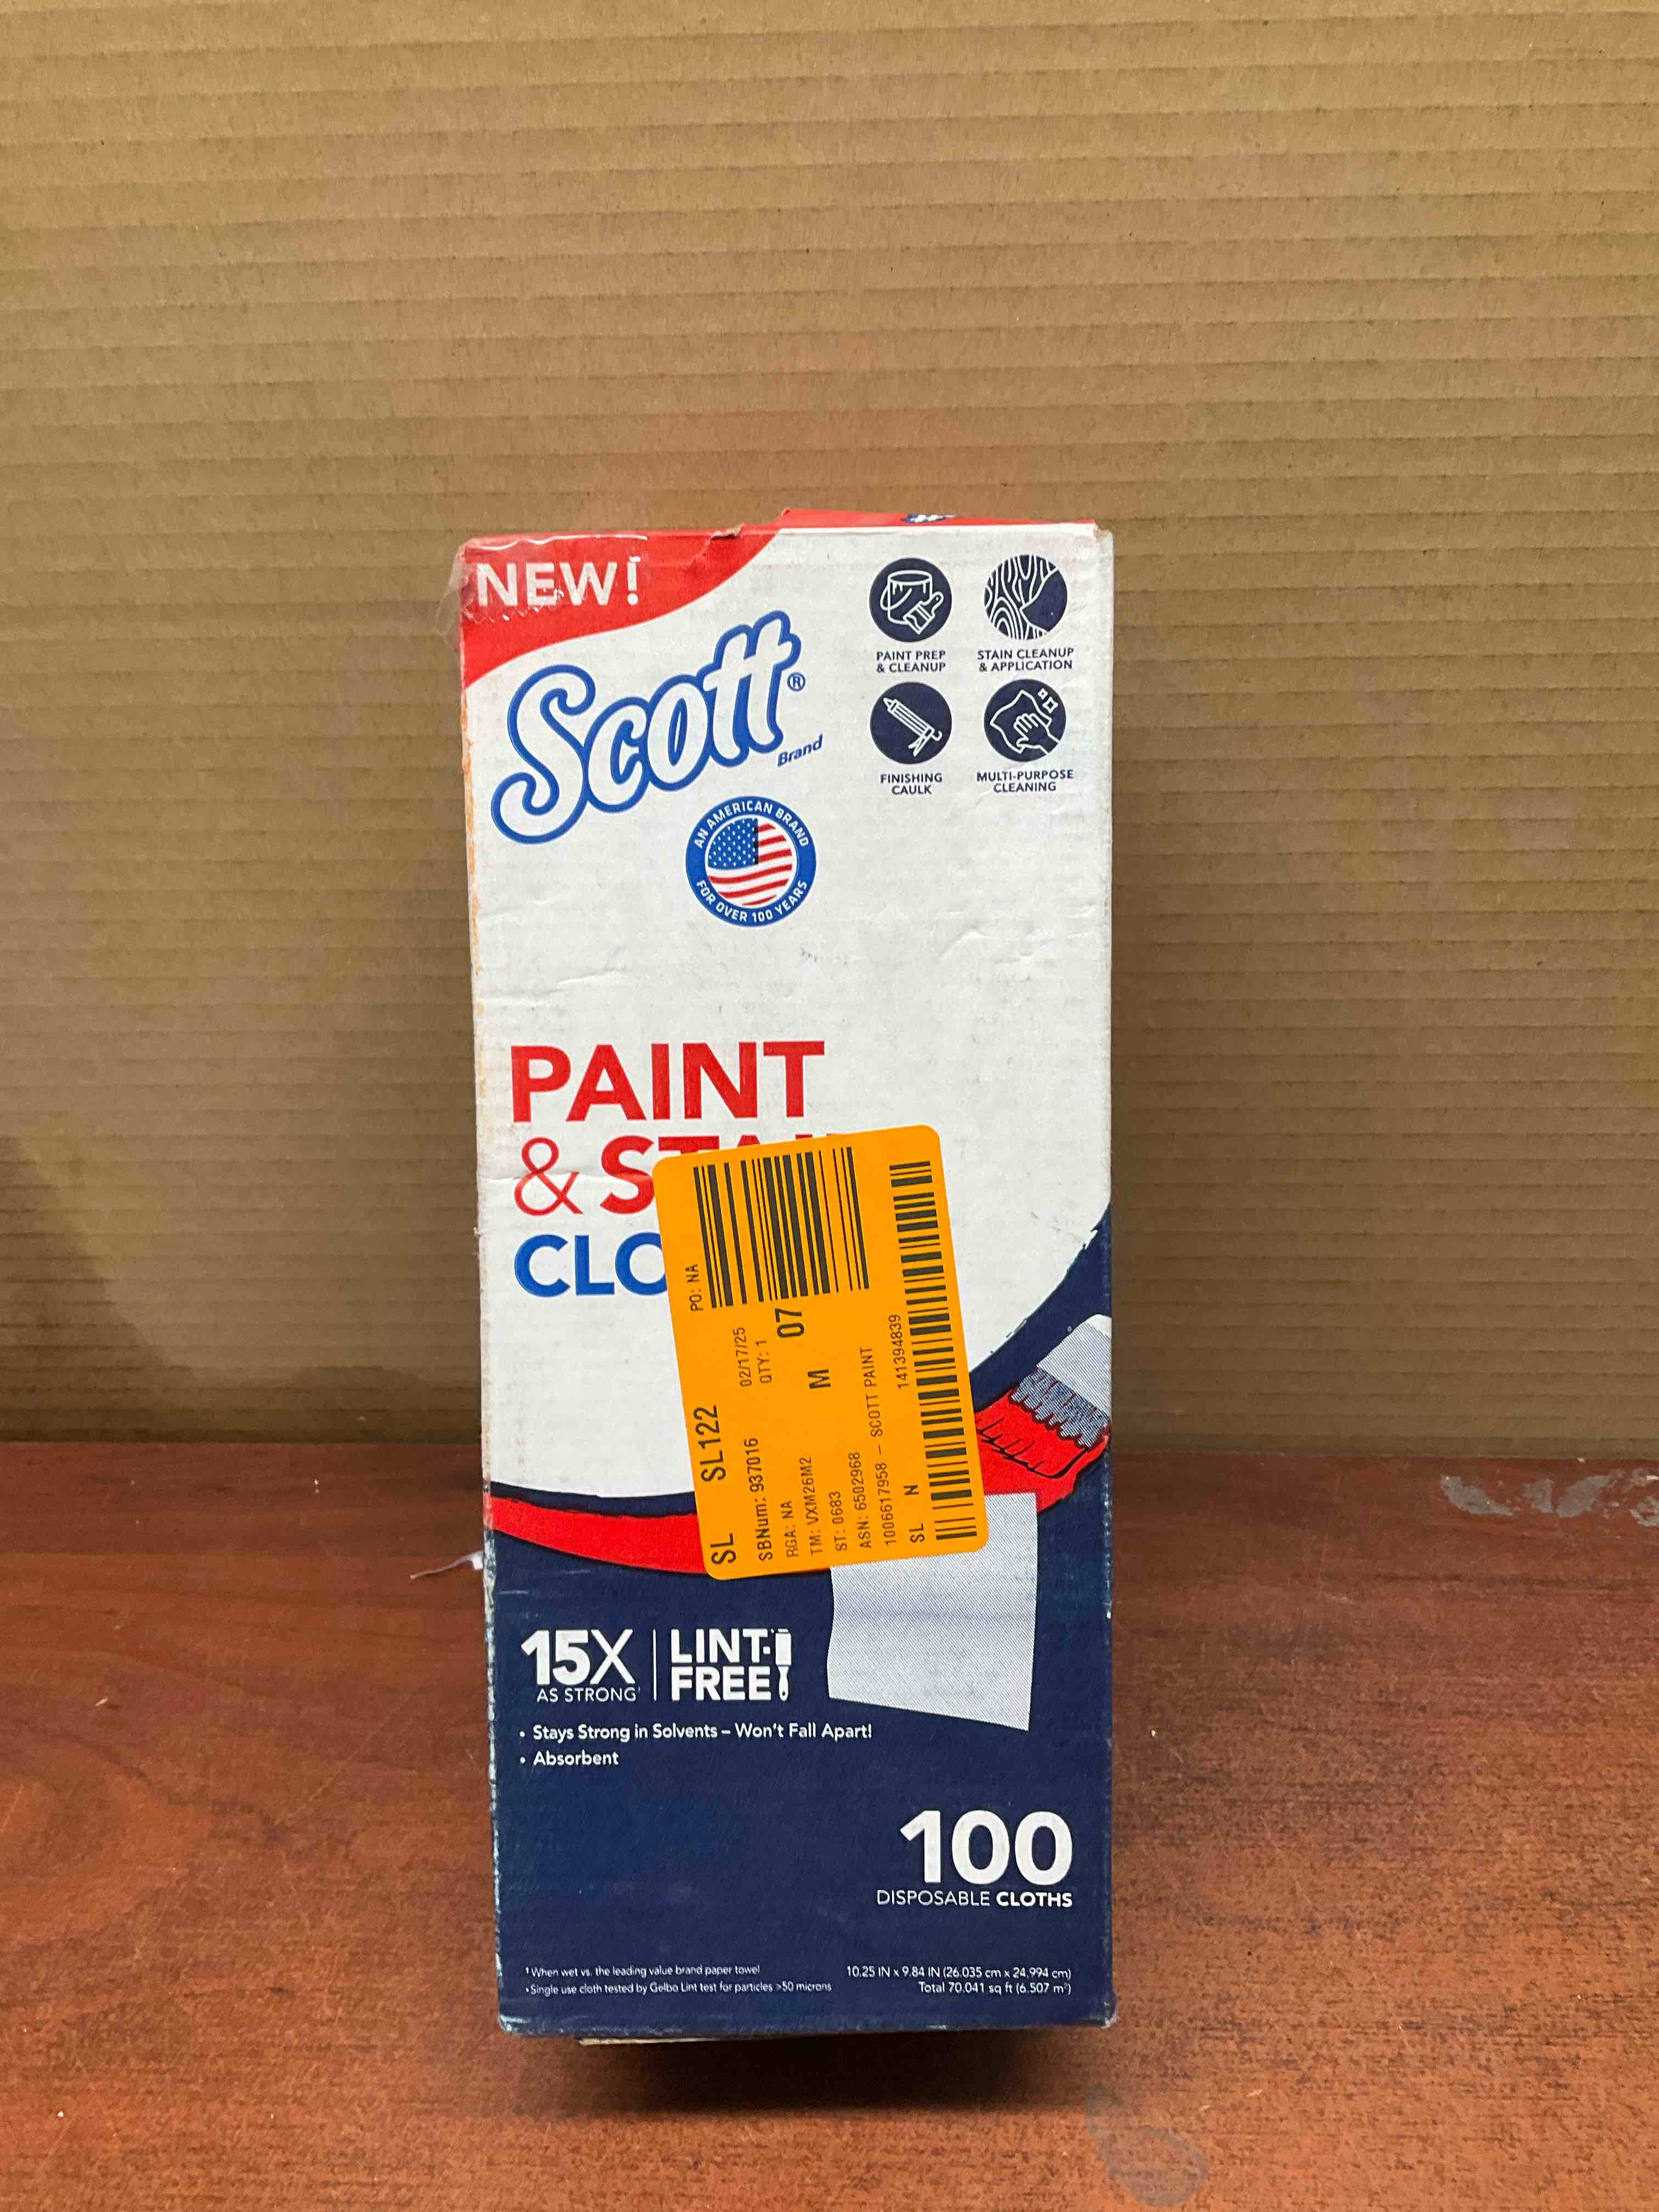 NEW!
Scott®
Brand
AN AMERICAN BRAND
FOR OVER 100 YEARS
PAINT PREP
& CLEANUP
STAIN CLEANUP
& APPLICATION
FINISHING
CAULK
MULTI-PURPOSE
CLEANING
PAINT
& STAI
CLO
SL SL122 PO: NA
02/17/25
SBNum: 937016 QTY: 1
RGA: NA 07
TM: VXM26M2 M
ST: 0683
ASN: 6502968
1006617958 – SCOTT PAINT
SL N 141394839
15X
AS STRONG†
LINT-
FREE
• Stays Strong in Solvents – Won't Fall Apart!
• Absorbent
100
DISPOSABLE CLOTHS
† When wet vs. the leading value brand paper towel
• Single use cloth tested by Gelbo Lint test for particles >50 microns
10.25 IN x 9.84 IN (26.035 cm x 24.994 cm)
Total 70.041 sq ft (6.507 m²)